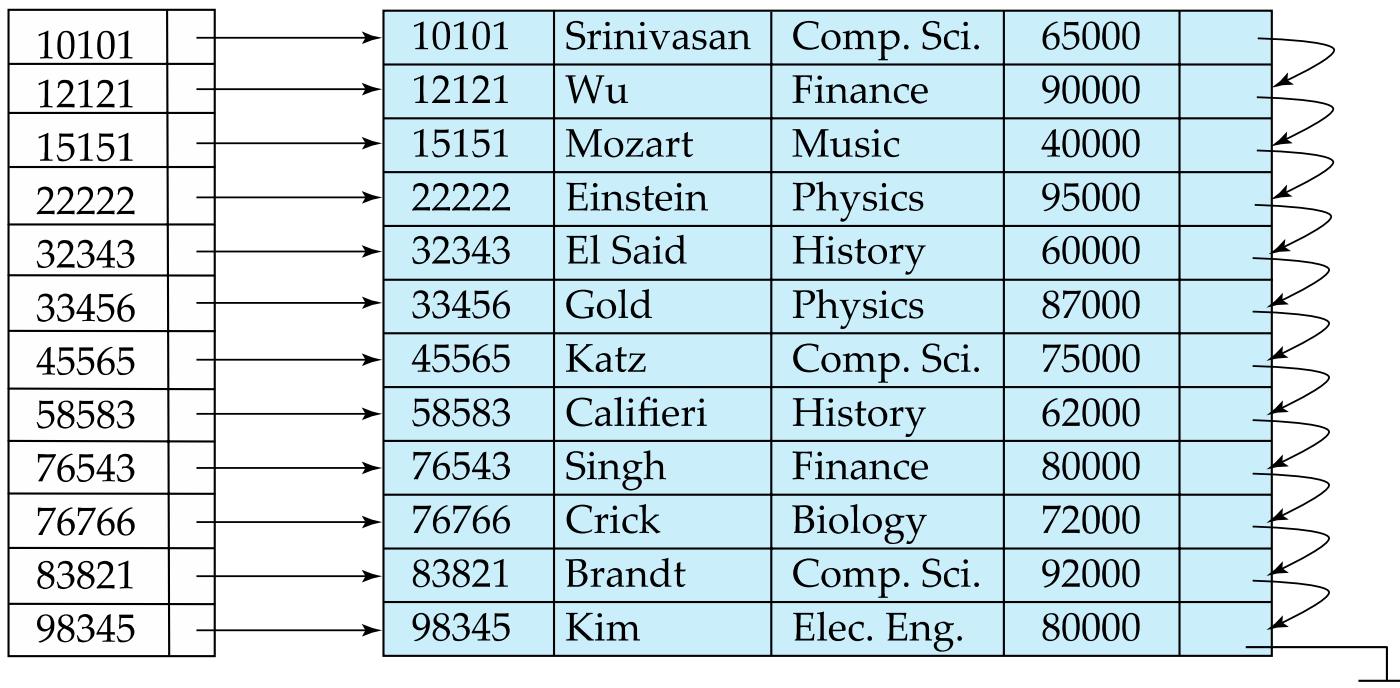 10101 10101 Srinivasan Comp. Sci. 65000
12121 12121 Wu Finance 90000
15151 15151 Mozart Music 40000
22222 22222 Einstein Physics 95000
32343 32343 El Said History 60000
33456 33456 Gold Physics 87000
45565 45565 Katz Comp. Sci. 75000
58583 58583 Califieri History 62000
76543 76543 Singh Finance 80000
76766 76766 Crick Biology 72000
83821 83821 Brandt Comp. Sci. 92000
98345 98345 Kim Elec. Eng. 80000